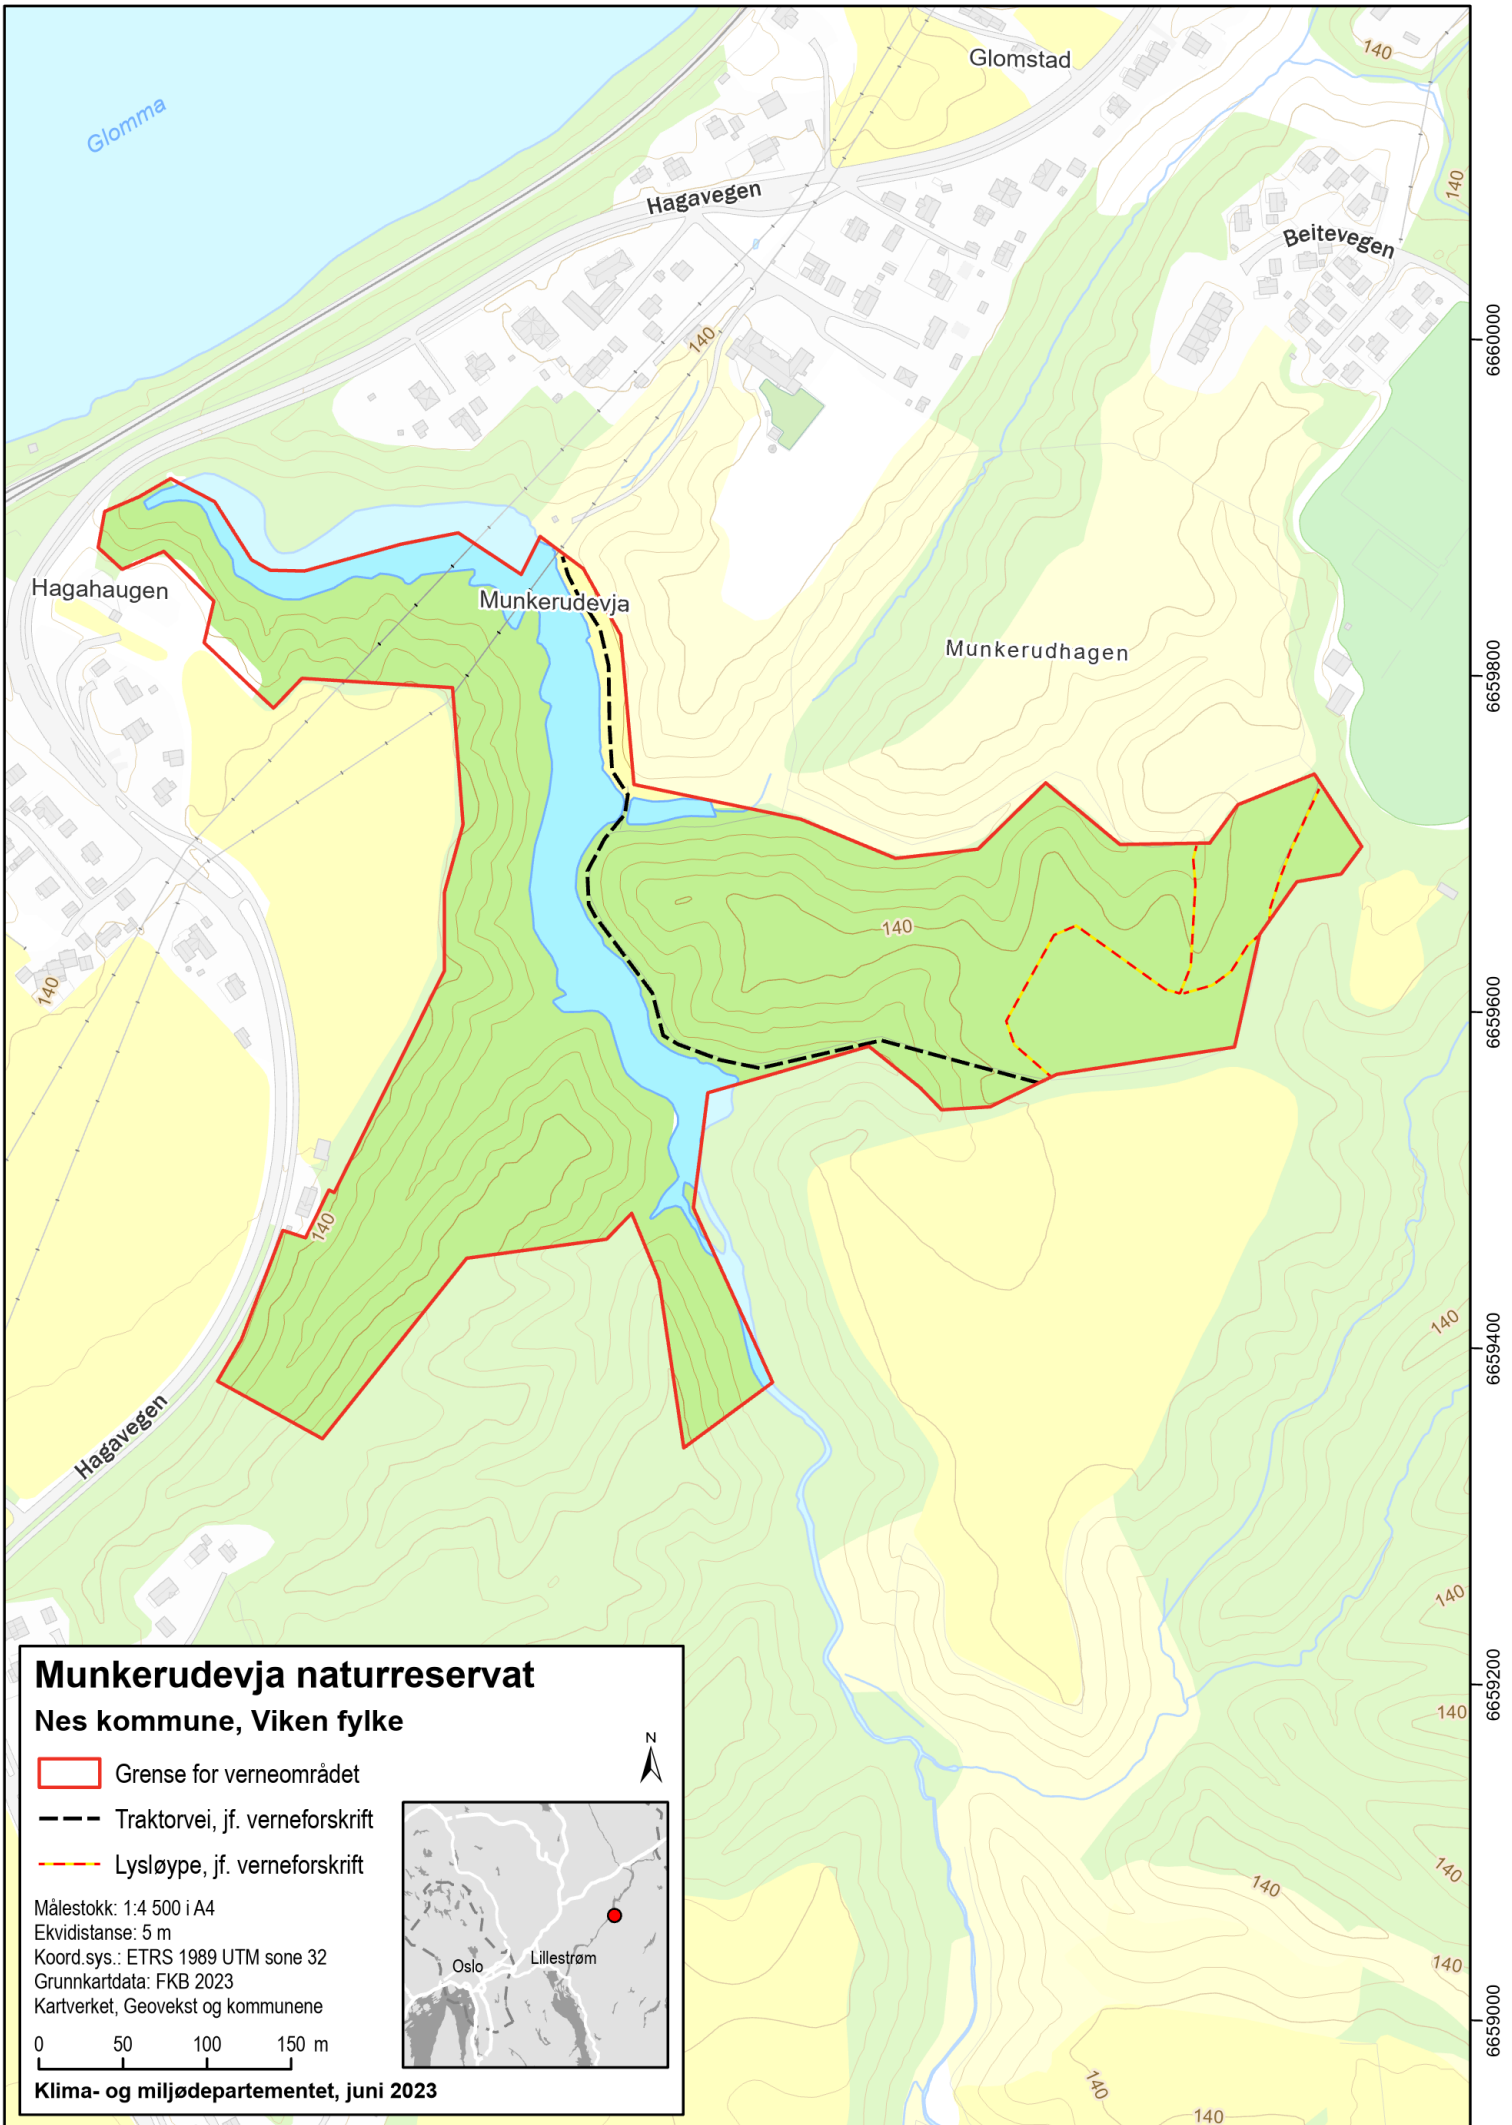 Glomstad
140
Glomma
140
Hagavegen
Beitevegen
6660000
140
Hagahaugen
Munkerudevja
Munkerudhagen
6659800
140
140
6659600
140
140
6659400
Hagavegen
140
6659200
140
140
140
140
6659000
140
140
Munkerudevja naturreservat
Nes kommune, Viken fylke
N
Grense for verneområdet
Traktorvei, jf. verneforskrift
Lysløype, jf. verneforskrift
Målestokk: 1:4 500 i A4
Ekvidistanse: 5 m
Koord.sys.: ETRS 1989 UTM sone 32
Grunnkartdata: FKB 2023
Kartverket, Geovekst og kommunene
0 50 100 150 m
Oslo
Lillestrøm
Klima- og miljødepartementet, juni 2023